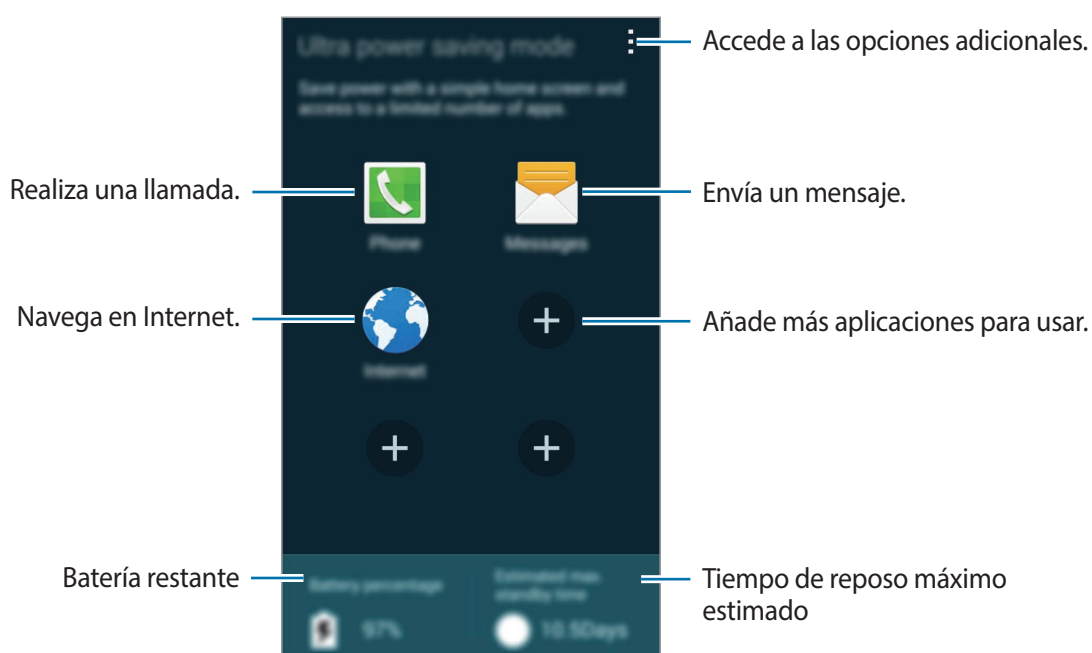 Ultra power saving mode
Accede a las opciones adicionales.
Save power with a simple home screen and
access to a limited number of apps.
Realiza una llamada.
Envía un mensaje.
Phone
Messages
Navega en Internet.
Añade más aplicaciones para usar.
Internet
Batería restante
Battery percentage
Estimated max.
standby time
Tiempo de reposo máximo
estimado
97%
10.5Days